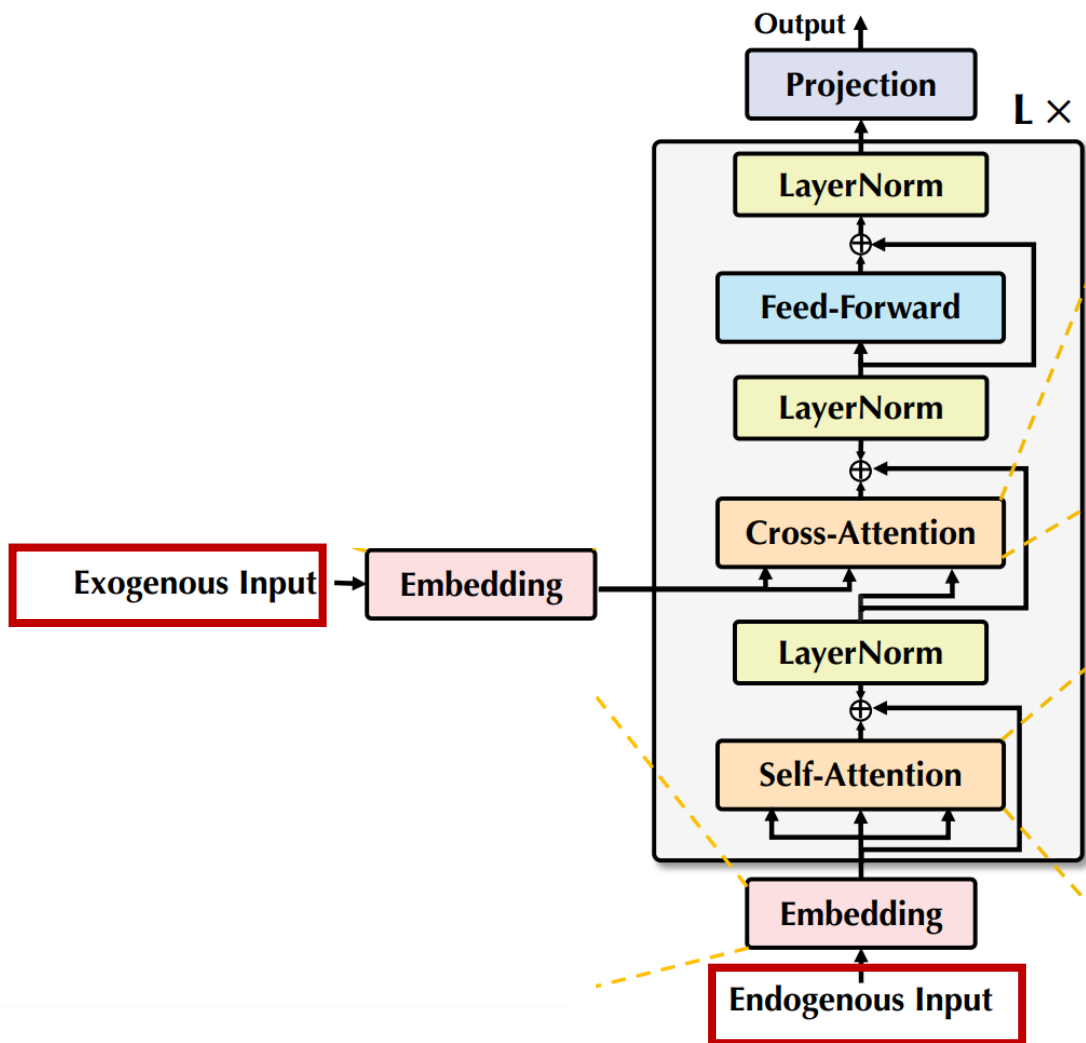 Output
Projection
L ×
LayerNorm
Feed-Forward
LayerNorm
Cross-Attention
Exogenous Input
Embedding
LayerNorm
Self-Attention
Embedding
Endogenous Input